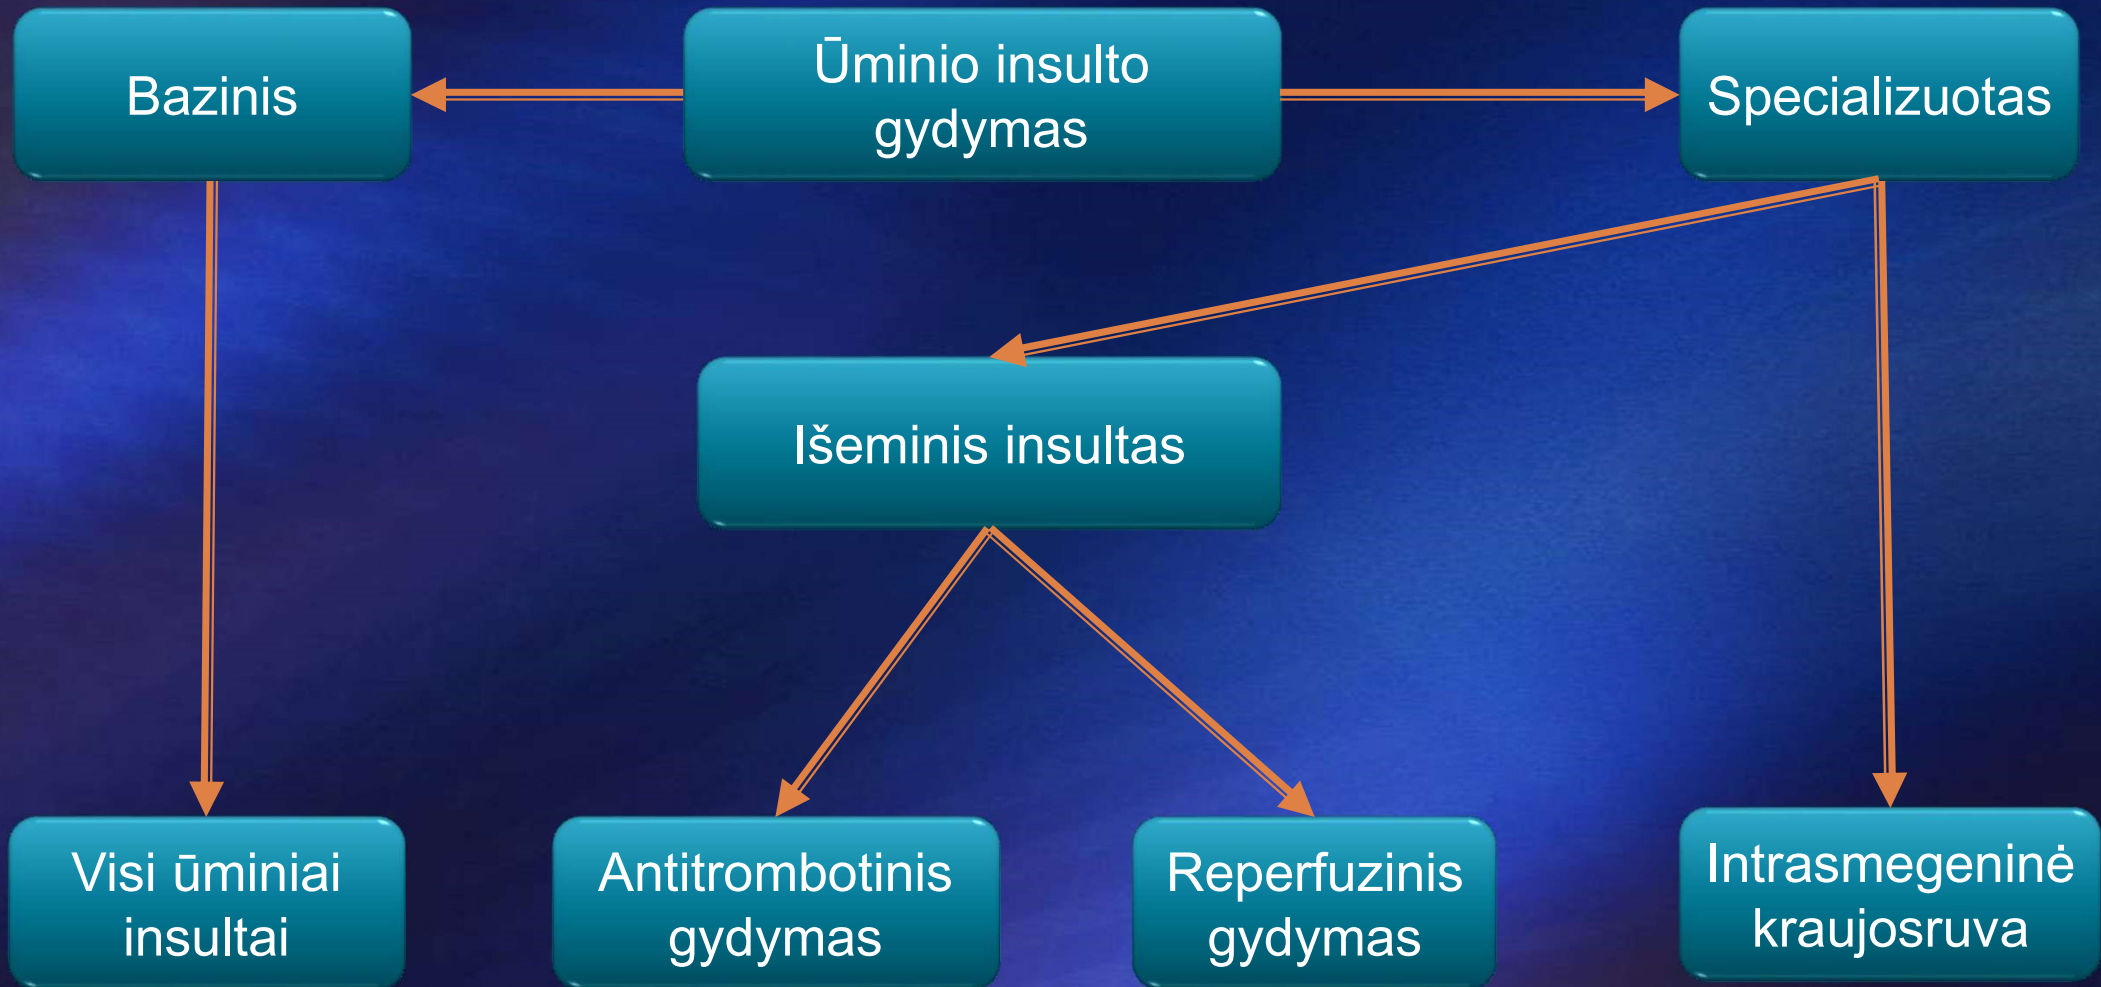 Bazinis
Ūminio insulto
gydymas
Specializuotas
Išeminis insultas
Visi ūminiai
insultai
Antitrombotinis
gydymas
Reperfuzinis
gydymas
Intrasmegeninė
kraujosruva